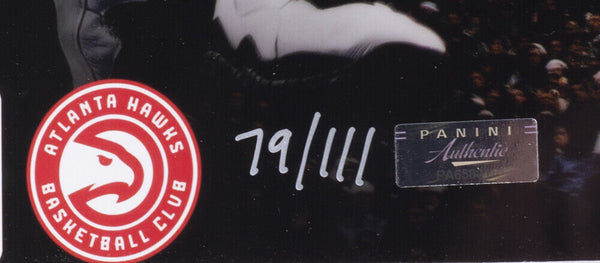 ATLANTA HAWKS
BASKETBALL CLUB
79/111
PANINI
Authentic